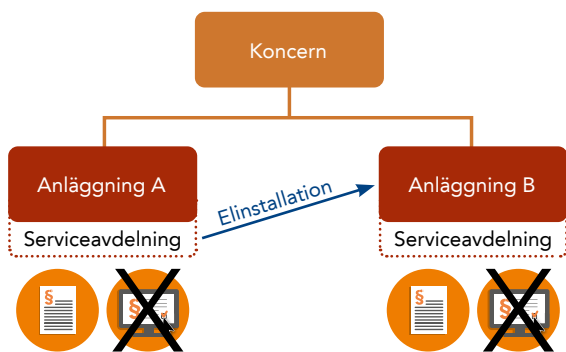 Koncern
Anläggning A
Elinstallation
Anläggning B
Serviceavdelning
Serviceavdelning
§
§
§
§